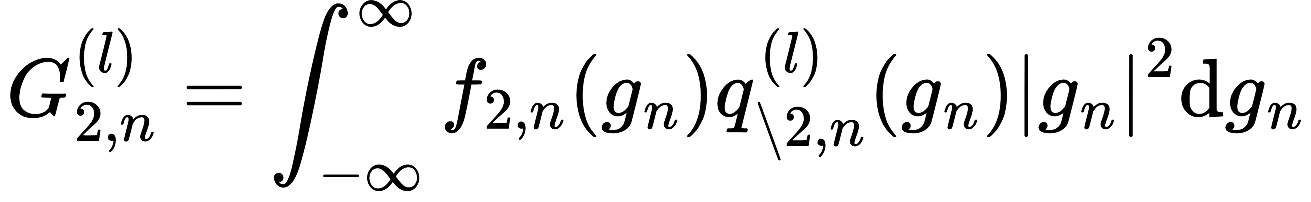 $G_{2,n}^{(l)} = \int_{-\infty}^{\infty} f_{2,n}(g_n) q_{\backslash 2,n}^{(l)}(g_n) |g_n|^2 \mathrm{d}g_n$